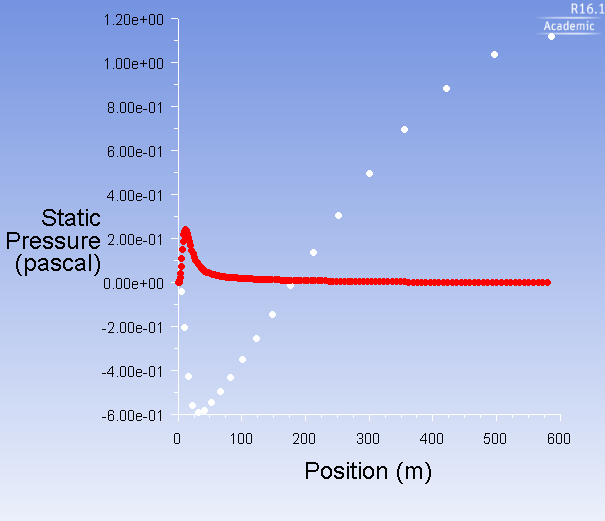 R16.1
Academic
1.20e+00
1.00e+00
8.00e-01
6.00e-01
4.00e-01
2.00e-01
0.00e+00
-2.00e-01
-4.00e-01
-6.00e-01
Static
Pressure
(pascal)
0 100 200 300 400 500 600
Position (m)